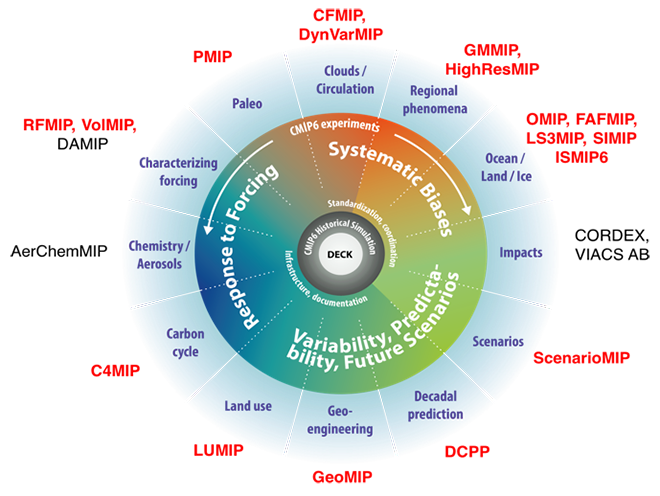 CFMIP,
DynVarMIP
PMIP
GMMIP,
HighResMIP
Clouds /
Circulation
Regional
phenomena
Paleo
RFMIP, VolMIP,
DAMIP
OMIP, FAFMIP,
LS3MIP, SIMIP
ISMIP6
CMIP6 experiments
Systematic Biases
Characterizing
forcing
Ocean /
Land / Ice
Response to Forcing
Standardization, coordination
CMIP6 Historical Simulation
DECK
Infrastructure, documentation
AerChemMIP
Chemistry /
Aerosols
Impacts
CORDEX,
VIACS AB
Variability, Predicta-
bility, Future Scenarios
Carbon
cycle
Scenarios
C4MIP
ScenarioMIP
Land use
Geo-
engineering
Decadal
prediction
LUMIP
DCPP
GeoMIP